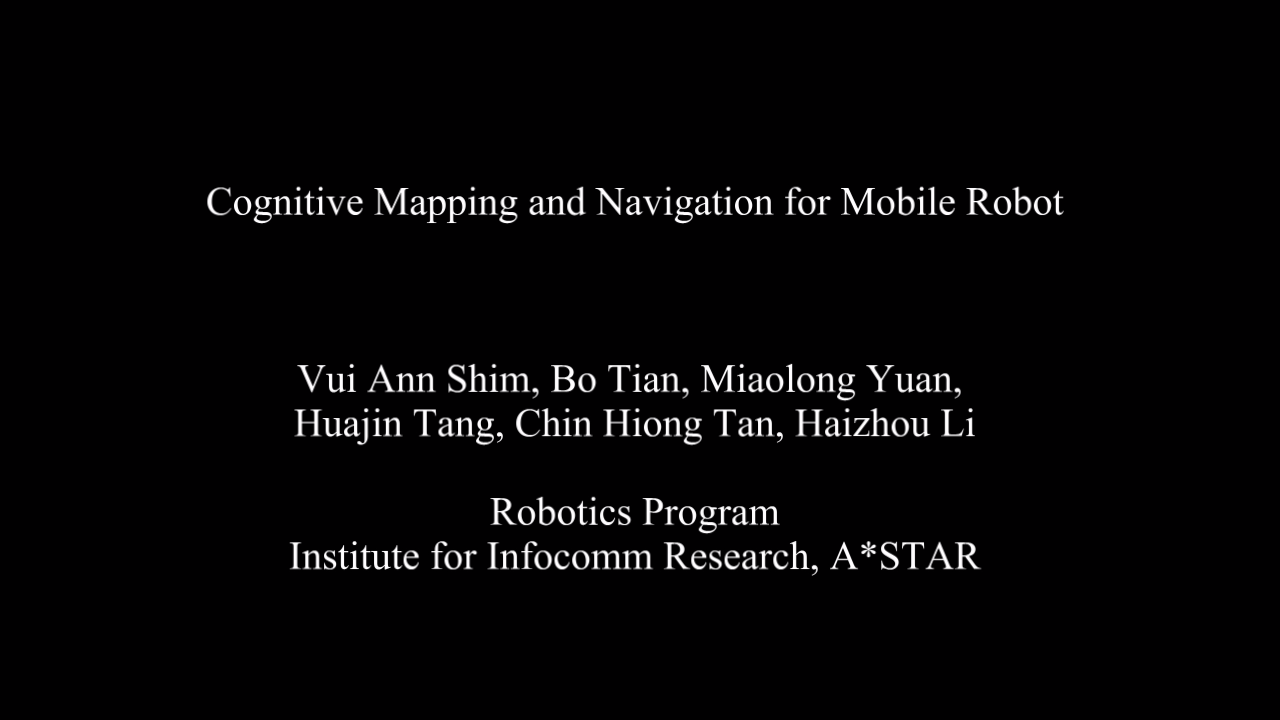 Cognitive Mapping and Navigation for Mobile Robot
Vui Ann Shim, Bo Tian, Miaolong Yuan,
Huajin Tang, Chin Hiong Tan, Haizhou Li
Robotics Program
Institute for Infocomm Research, A*STAR